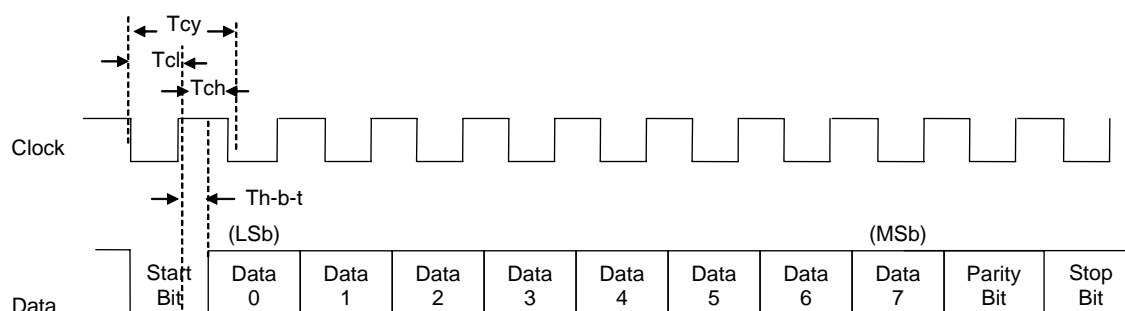 Tcy
Tcl
Tch
Clock
Th-b-t
(LSb) (MSb)
Data Start Bit Data 0 Data 1 Data 2 Data 3 Data 4 Data 5 Data 6 Data 7 Parity Bit Stop Bit